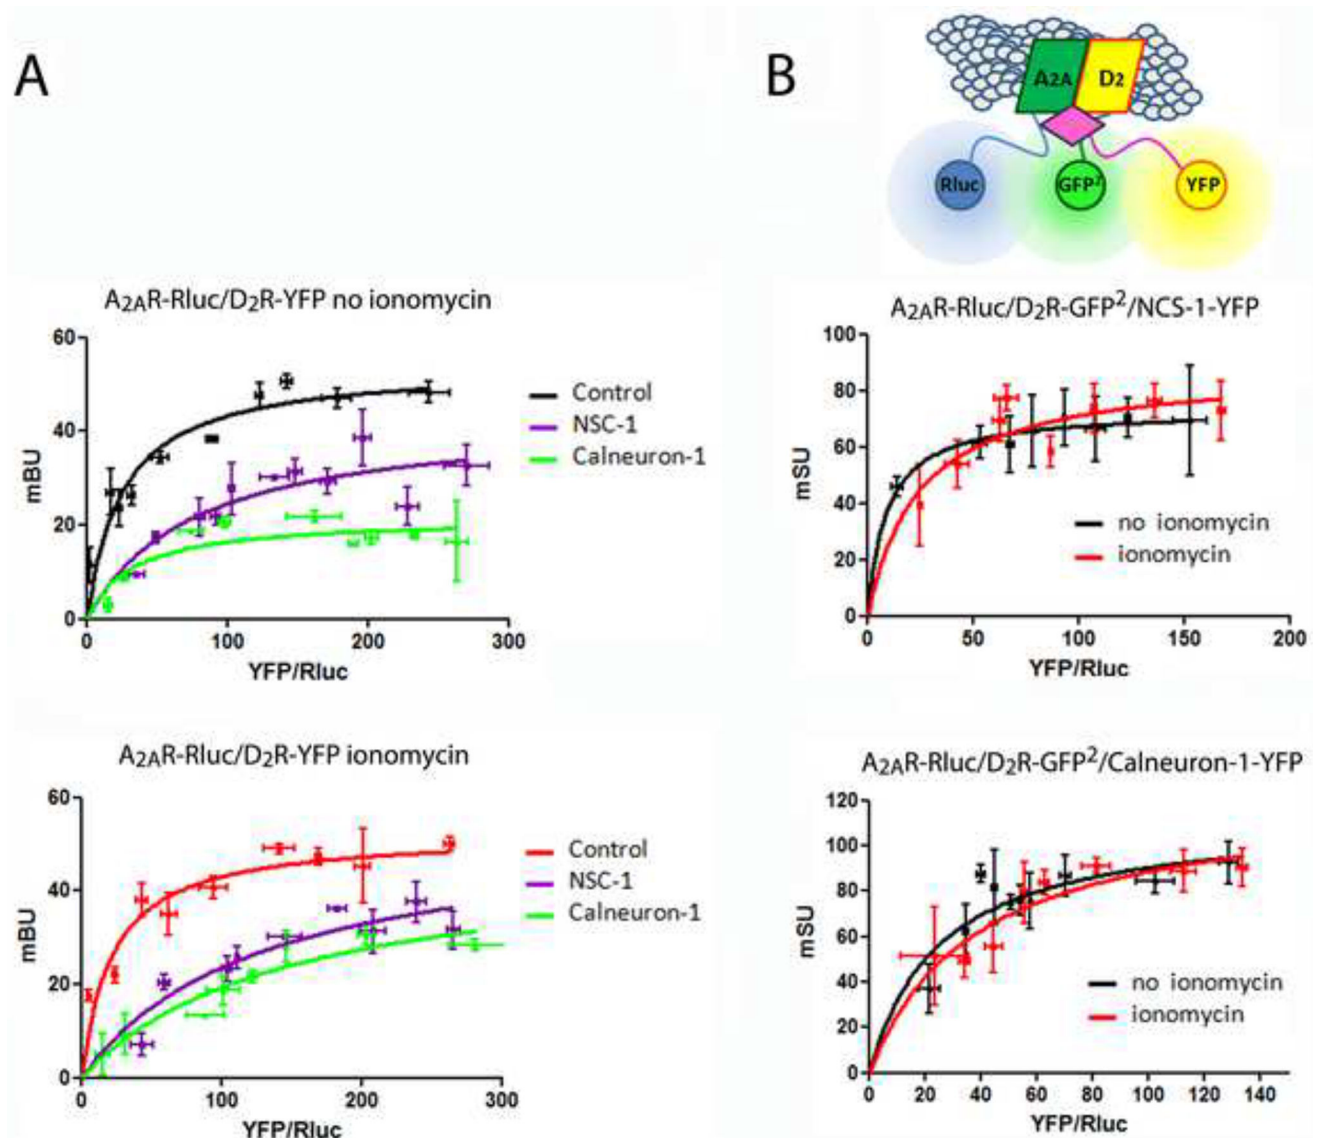 A
B
A2A D2
Rluc GFP2 YFP
A2AR-Rluc/D2R-YFP no ionomycin
60
40
20
0
mBU
0 100 200 300
YFP/Rluc
Control
NSC-1
Calneuron-1
A2AR-Rluc/D2R-GFP2/NCS-1-YFP
100
80
60
40
20
0
mSU
0 50 100 150 200
YFP/Rluc
no ionomycin
ionomycin
A2AR-Rluc/D2R-YFP ionomycin
60
40
20
0
mBU
0 100 200 300
YFP/Rluc
Control
NSC-1
Calneuron-1
A2AR-Rluc/D2R-GFP2/Calneuron-1-YFP
120
100
80
60
40
20
0
mSU
0 20 40 60 80 100 120 140
YFP/Rluc
no ionomycin
ionomycin